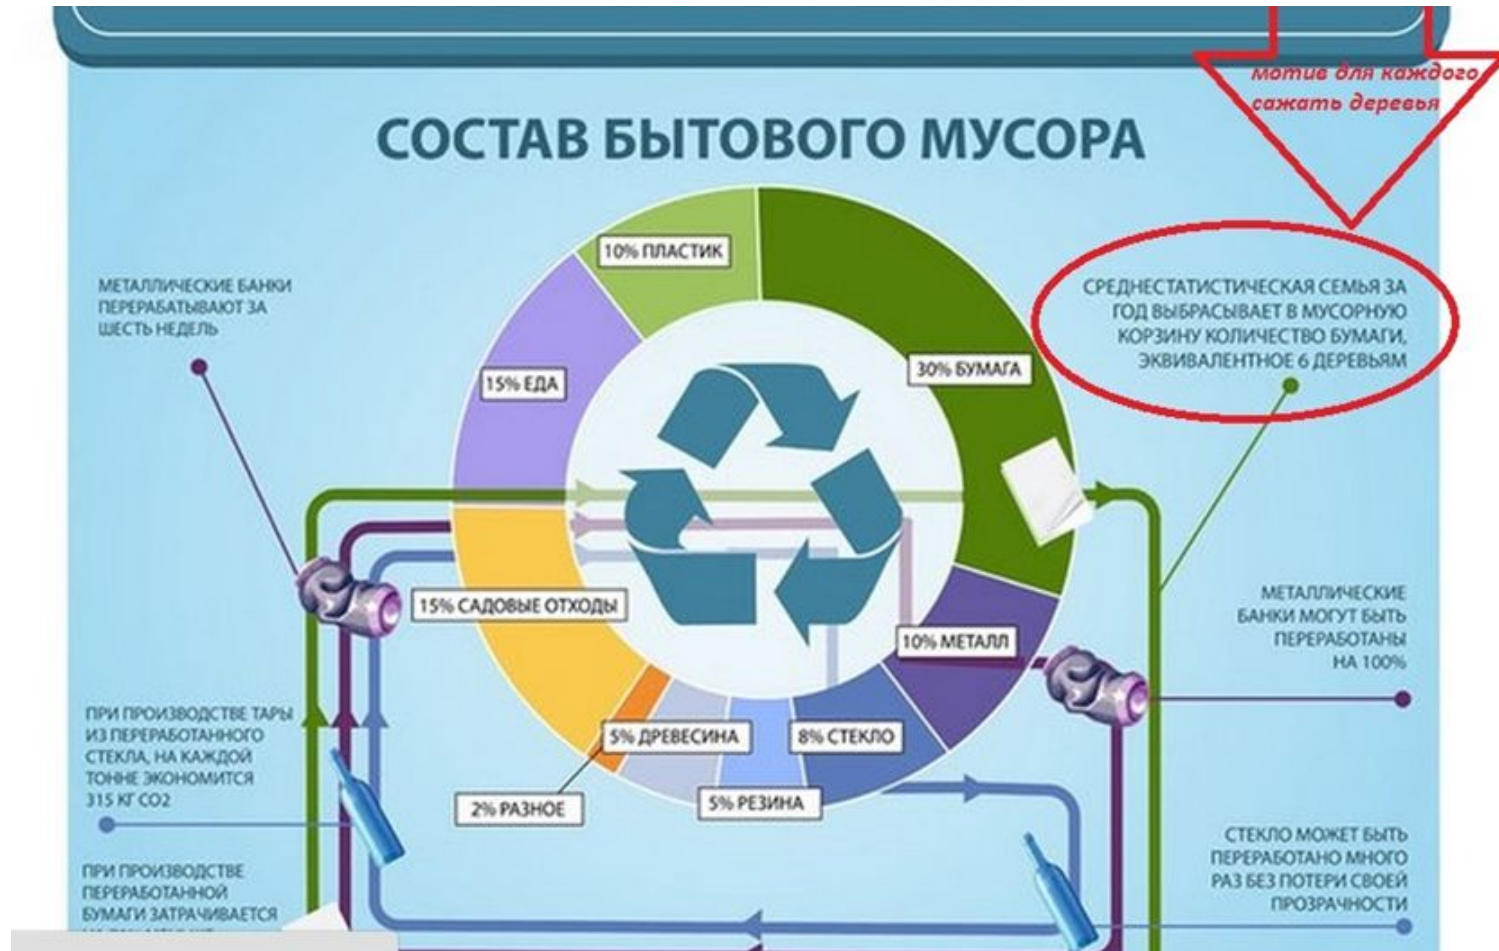 мотив для каждого
сажать деревья
СОСТАВ БЫТОВОГО МУСОРА
10% ПЛАСТИК
МЕТАЛЛИЧЕСКИЕ БАНКИ
ПЕРЕРАБАТЫВАЮТ ЗА
ШЕСТЬ НЕДЕЛЬ
СРЕДНЕСТАТИСТИЧЕСКАЯ СЕМЬЯ ЗА
ГОД ВЫБРАСЫВАЕТ В МУСОРНУЮ
КОРЗИНУ КОЛИЧЕСТВО БУМАГИ,
ЭКВИВАЛЕНТНОЕ 6 ДЕРЕВЬЯМ
15% ЕДА
30% БУМАГА
15% САДОВЫЕ ОТХОДЫ
10% МЕТАЛЛ
МЕТАЛЛИЧЕСКИЕ
БАНКИ МОГУТ БЫТЬ
ПЕРЕРАБОТАНЫ
НА 100%
ПРИ ПРОИЗВОДСТВЕ ТАРЫ
ИЗ ПЕРЕРАБОТАННОГО
СТЕКЛА, НА КАЖДОЙ
ТОННЕ ЭКОНОМИТСЯ
315 КГ СО2
5% ДРЕВЕСИНА
8% СТЕКЛО
2% РАЗНОЕ
5% РЕЗИНА
СТЕКЛО МОЖЕТ БЫТЬ
ПЕРЕРАБОТАНО МНОГО
РАЗ БЕЗ ПОТЕРИ СВОЕЙ
ПРОЗРАЧНОСТИ
ПРИ ПРОИЗВОДСТВЕ
ПЕРЕРАБОТАННОЙ
БУМАГИ ЗАТРАЧИВАЕТСЯ